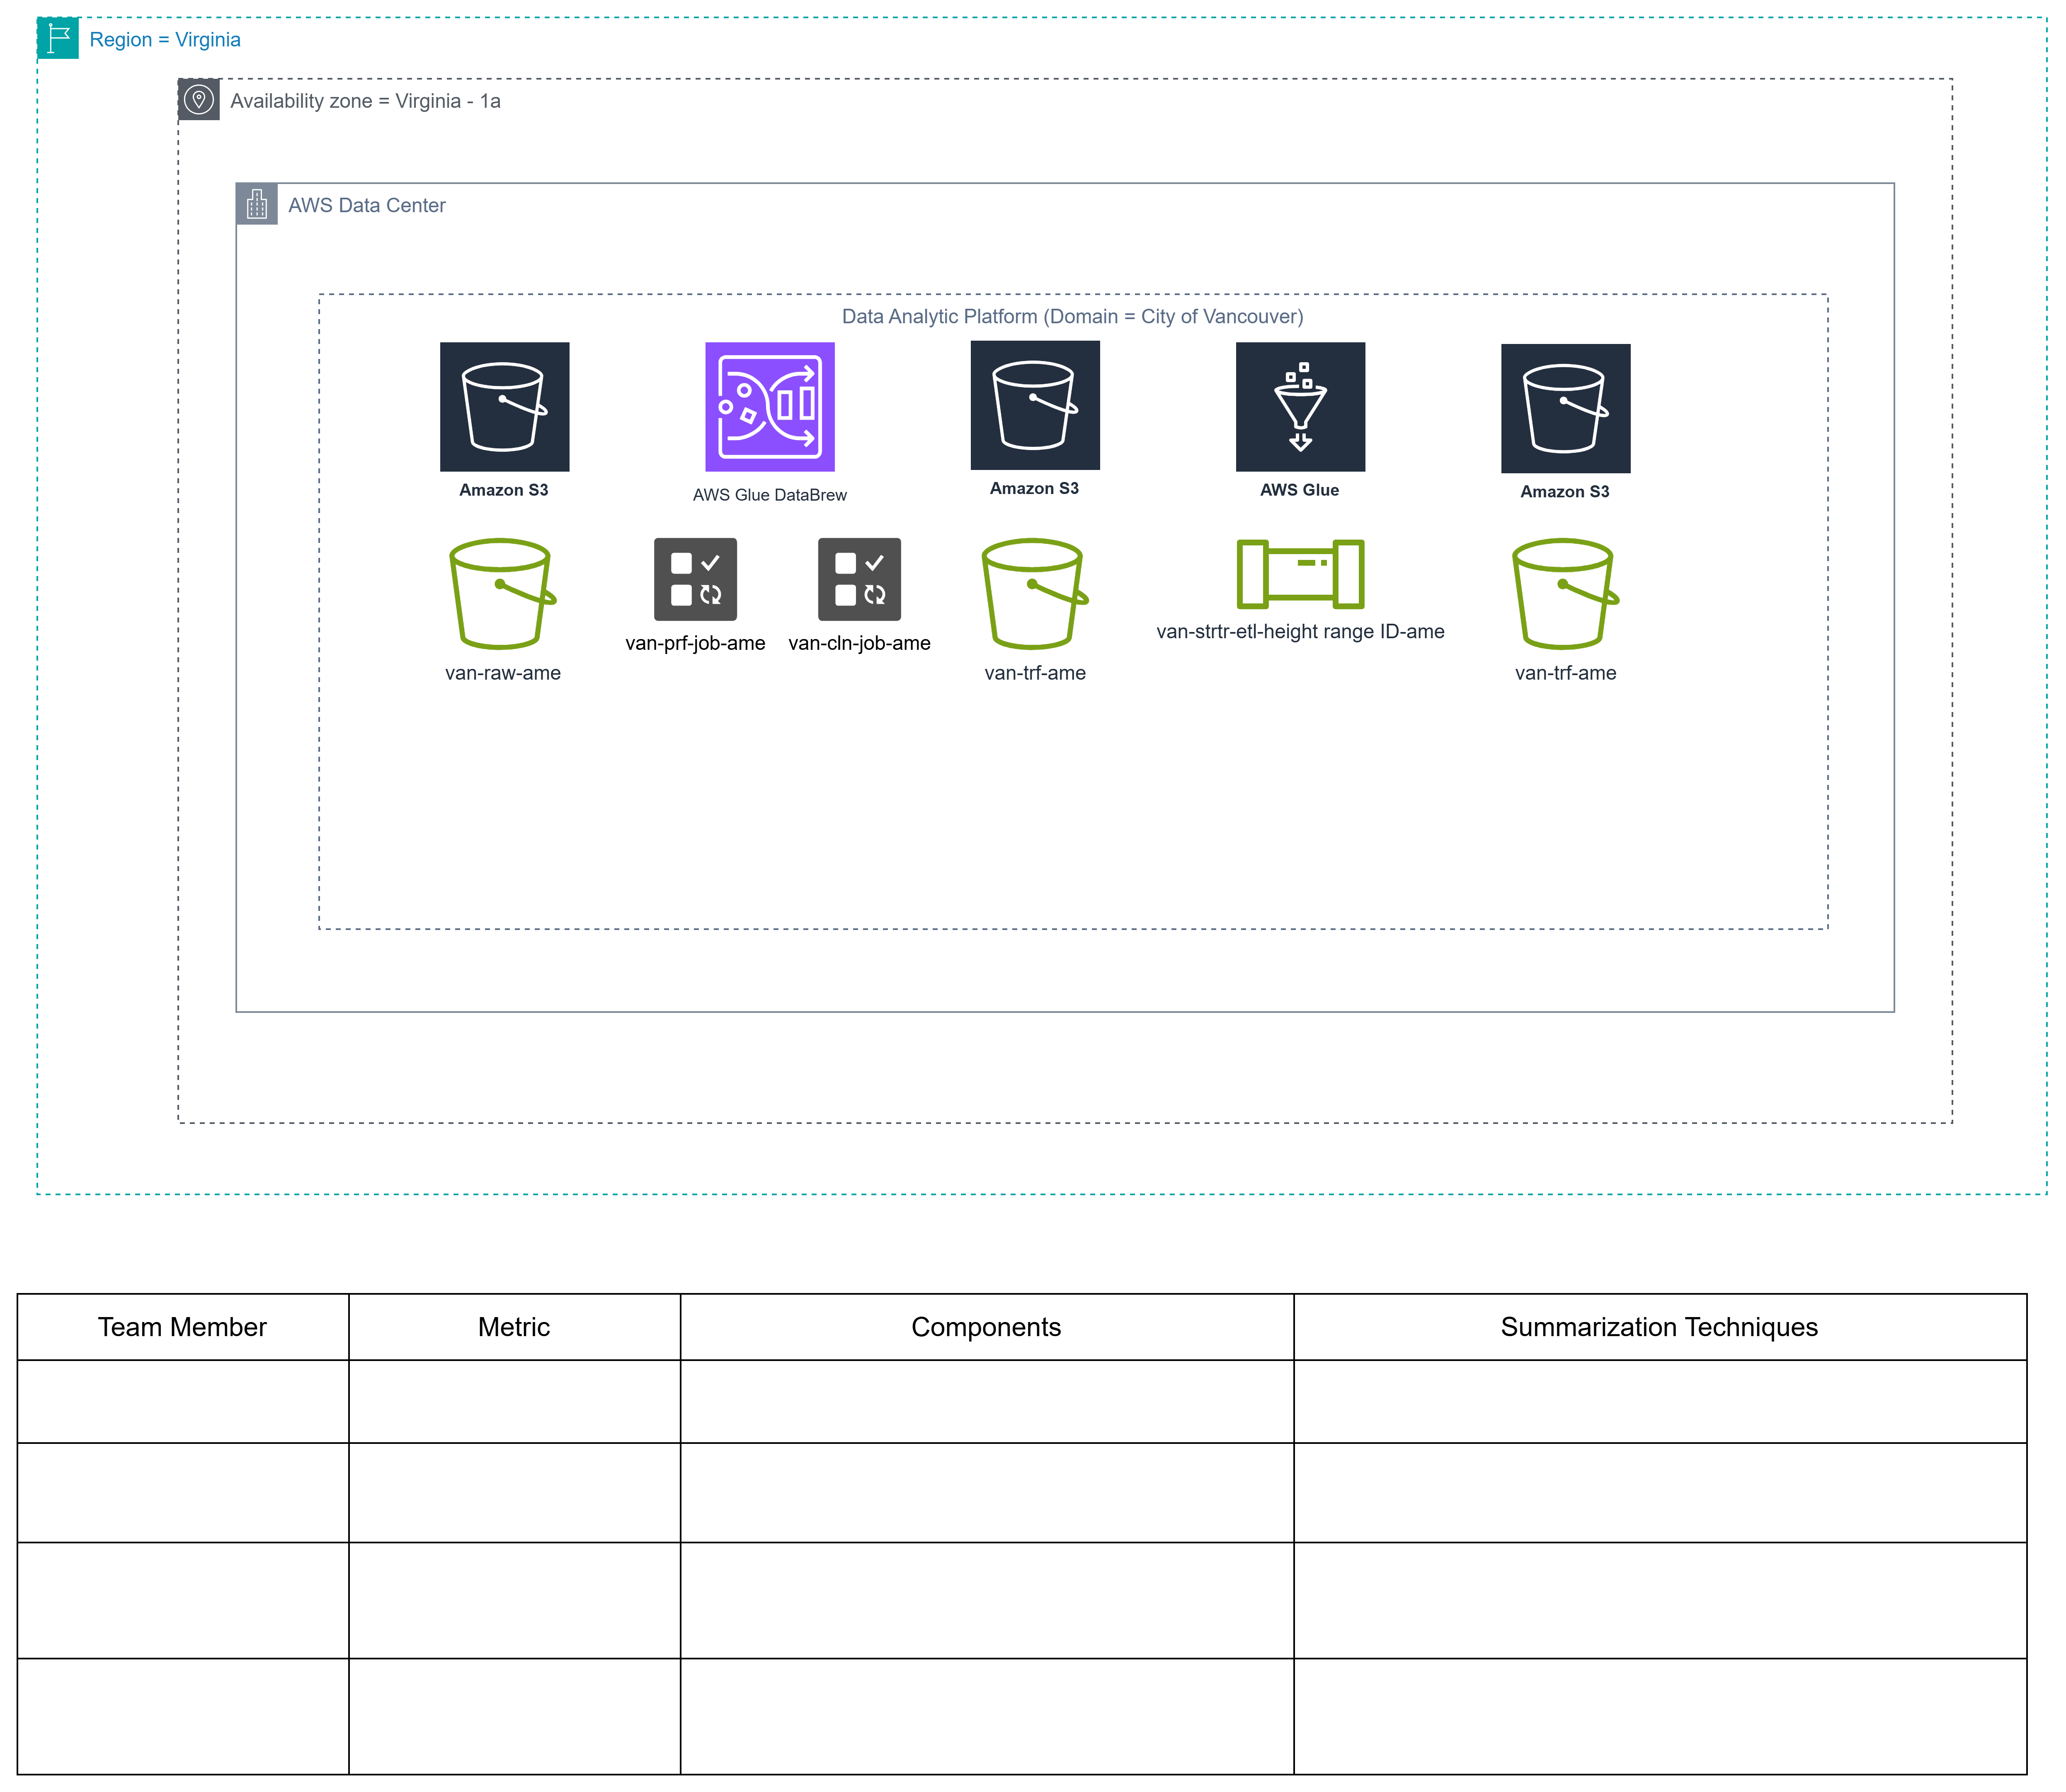 Region = Virginia
Availability zone = Virginia - 1a
AWS Data Center
Data Analytic Platform (Domain = City of Vancouver)
Amazon S3
AWS Glue DataBrew
Amazon S3
AWS Glue
Amazon S3
van-raw-ame
van-prf-job-ame
van-cln-job-ame
van-trf-ame
van-strtr-etl-height range ID-ame
van-trf-ame
Team Member
Metric
Components
Summarization Techniques